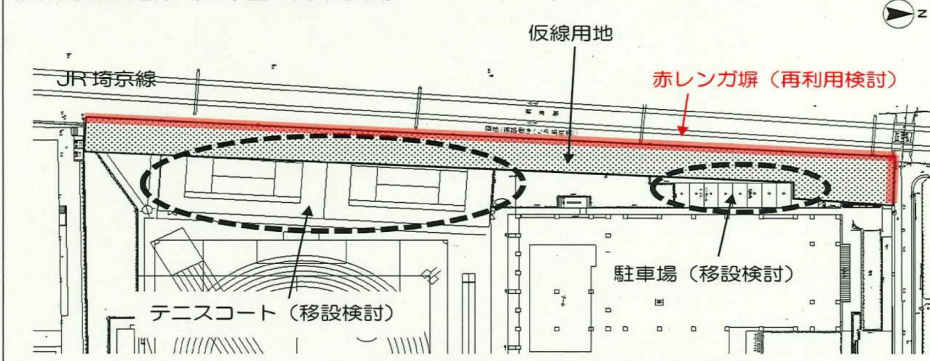 N
仮線用地
JR埼京線
赤レンガ塀（再利用検討）
駐車場（移設検討）
テニスコート（移設検討）